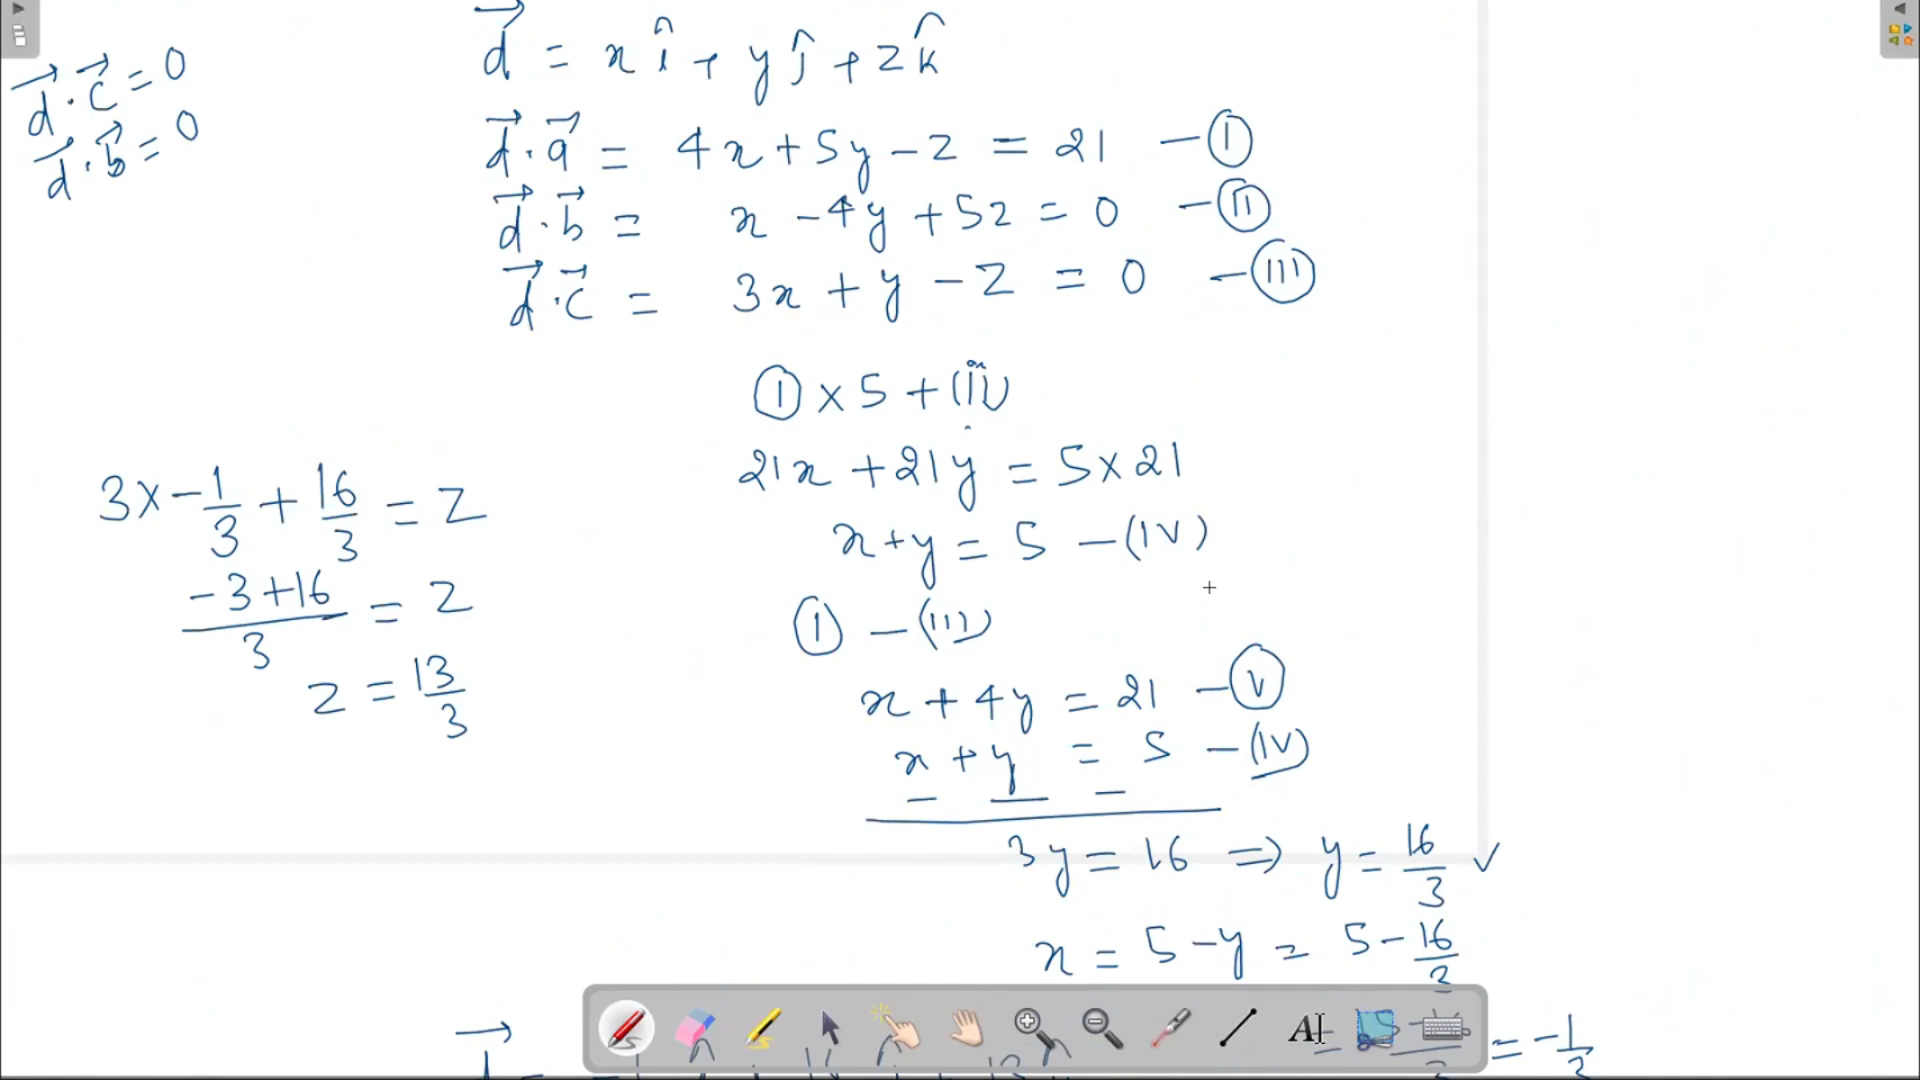 d⃗·c⃗ = 0
d⃗·b⃗ = 0
d⃗ = xî + yĵ + zk̂
d⃗·a⃗ = 4x + 5y - z = 21 — (I)
d⃗·b⃗ = x - 4y + 5z = 0 — (II)
d⃗·c⃗ = 3x + y - z = 0 — (III)
(I) × 5 + (ii)
21x + 21y = 5×21
x + y = 5 — (IV)
(I) — (III)
x + 4y = 21 — (V)
x + y = 5 — (IV)
— — —
3y = 16 ⇒ y = 16/3 ✓
x = 5 - y = 5 - 16/3
= -1/3
3× -1/3 + 16/3 = z
(-3+16)/3 = z
z = 13/3
AI